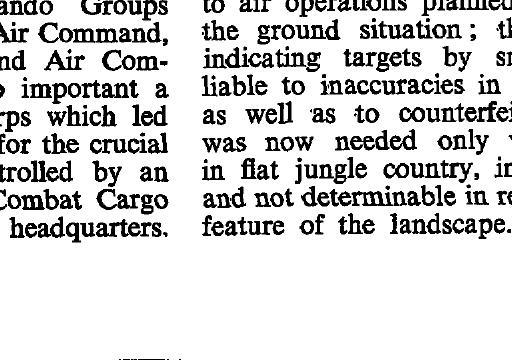 Groups
Air Command,
nd Air Com-
important a
rps which led
for the crucial
trolled by an
Combat Cargo
headquarters.
to air operations planned
the ground situation; th
indicating targets by
liable to inaccuracies in
as well as to counterfei
was now needed only
in flat jungle country, in
and not determinable in re
feature of the landscape.